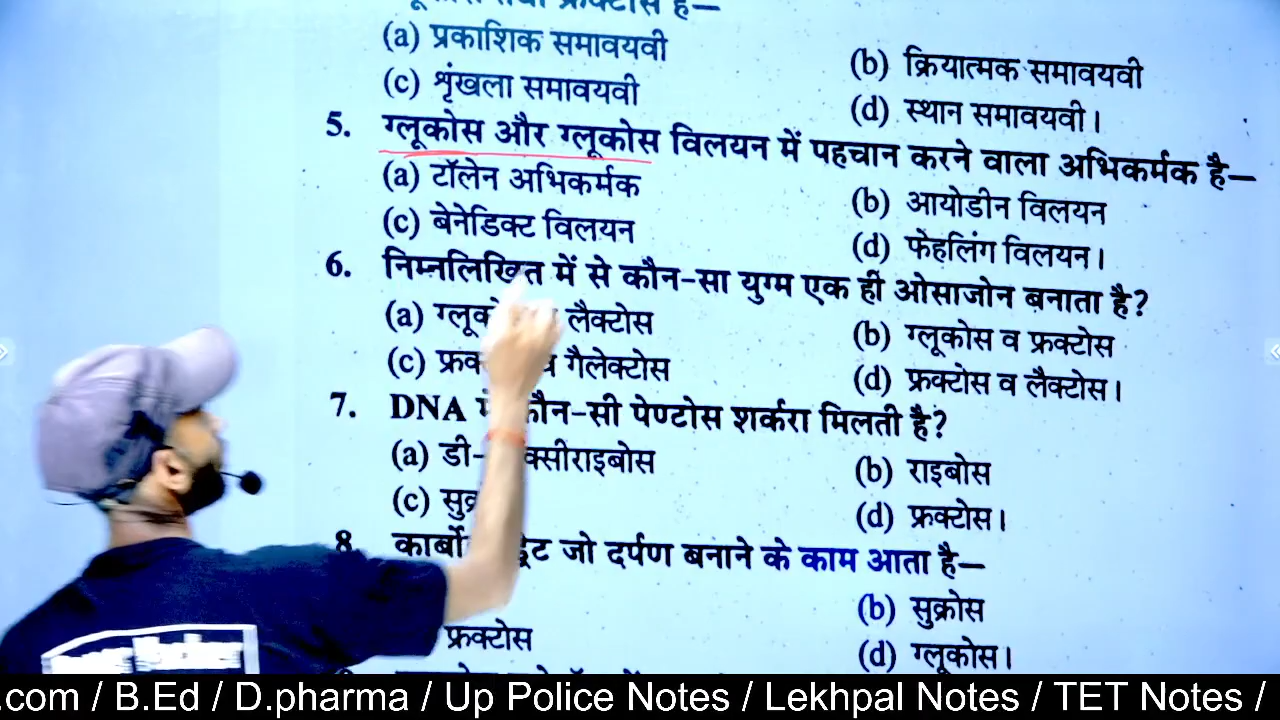 है—
(a) प्रकाशिक समावयवी (b) क्रियात्मक समावयवी
(c) शृंखला समावयवी (d) स्थान समावयवी।
5. ग्लूकोस और ग्लूकोस विलयन में पहचान करने वाला अभिकर्मक है—
(a) टॉलेन अभिकर्मक (b) आयोडीन विलयन
(c) बेनेडिक्ट विलयन (d) फेहलिंग विलयन।
6. निम्नलिखित में से कौन-सा युग्म एक ही ओसाजोन बनाता है?
(a) लैक्टोस (b) ग्लूकोस व फ्रक्टोस
(c) व गैलेक्टोस (d) फ्रक्टोस व लैक्टोस।
7. DNA में कौन-सी पेण्टोस शर्करा मिलती है?
(a) (b) राइबोस
(c) (d) फ्रक्टोस।
8. जो दर्पण बनाने के काम आता है—
(b) सुक्रोस
फ्रक्टोस (d) ग्लूकोस।
.com / B.Ed / D.pharma / Up Police Notes / Lekhpal Notes / TET Notes /